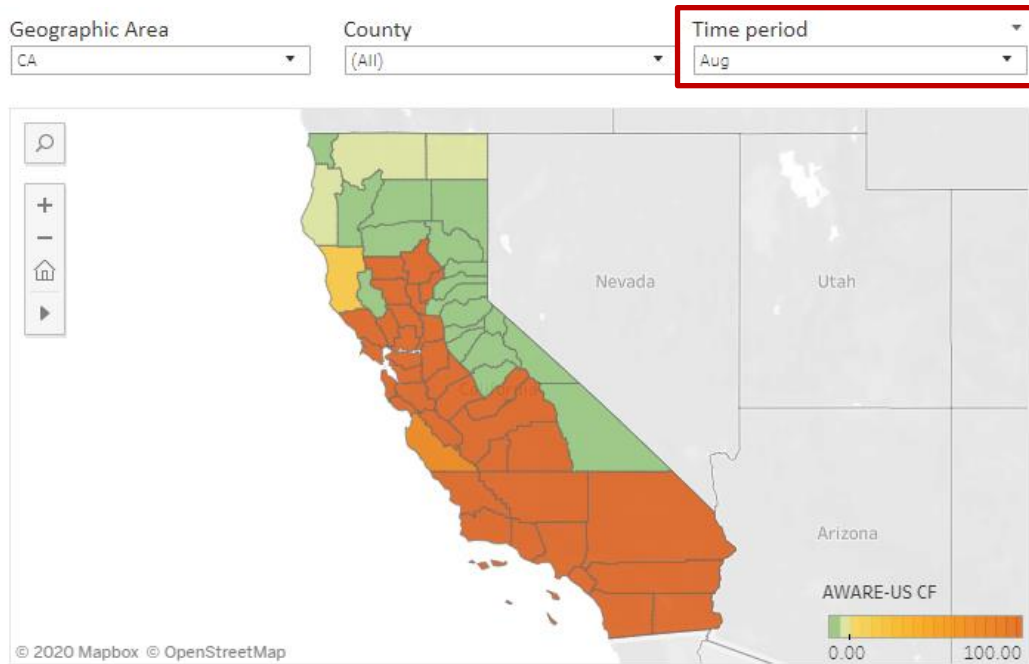 Geographic Area
County
Time period
CA
(All)
Aug
Nevada
Utah
California
Arizona
AWARE-US CF
0.00
100.00
© 2020 Mapbox © OpenStreetMap